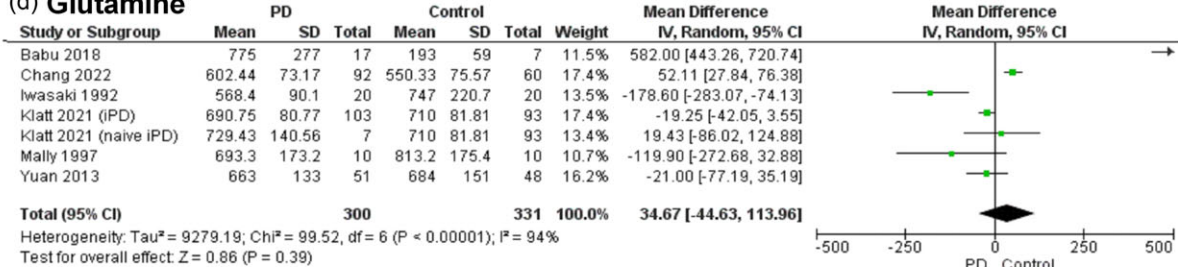 (d) Glutamine
PD Control Mean Difference Mean Difference
Study or Subgroup Mean SD Total Mean SD Total Weight IV, Random, 95% CI IV, Random, 95% CI
Babu 2018 775 277 17 193 59 7 11.5% 582.00 [443.26, 720.74]
Chang 2022 602.44 73.17 92 550.33 75.57 60 17.4% 52.11 [27.84, 76.38]
Iwasaki 1992 568.4 90.1 20 747 220.7 20 13.5% -178.60 [-283.07, -74.13]
Klatt 2021 (iPD) 690.75 80.77 103 710 81.81 93 17.4% -19.25 [-42.05, 3.55]
Klatt 2021 (naive iPD) 729.43 140.56 7 710 81.81 93 13.4% 19.43 [-86.02, 124.88]
Mally 1997 693.3 173.2 10 813.2 175.4 10 10.7% -119.90 [-272.68, 32.88]
Yuan 2013 663 133 51 684 151 48 16.2% -21.00 [-77.19, 35.19]
Total (95% CI) 300 331 100.0% 34.67 [-44.63, 113.96]
Heterogeneity: Tau² = 9279.19; Chi² = 99.52, df = 6 (P < 0.00001); I² = 94%
Test for overall effect: Z = 0.86 (P = 0.39)
-500 -250 0 250 500
PD Control